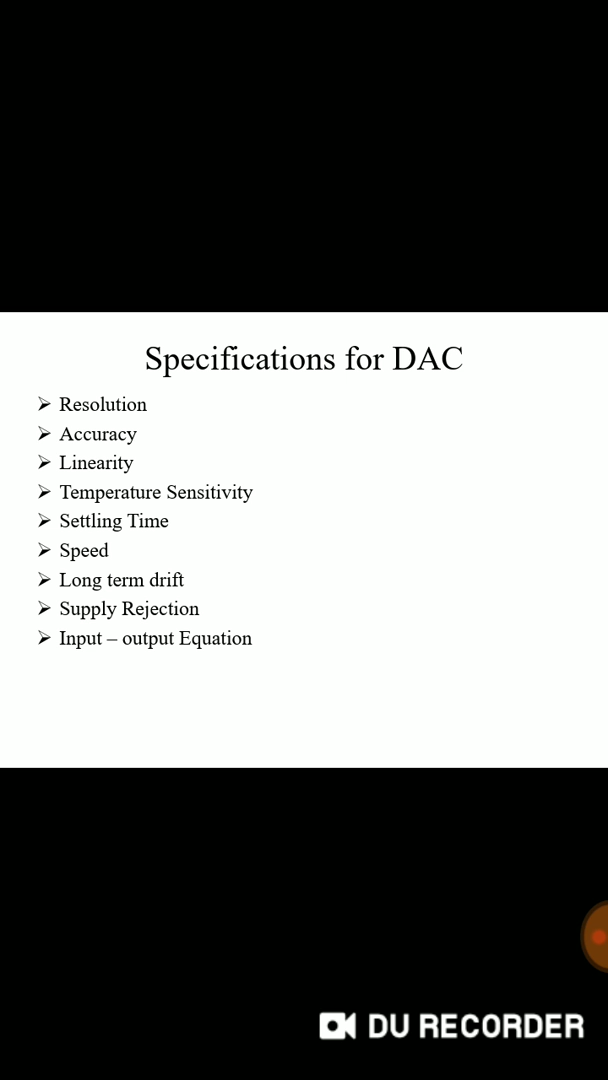 Specifications for DAC
➢ Resolution
➢ Accuracy
➢ Linearity
➢ Temperature Sensitivity
➢ Settling Time
➢ Speed
➢ Long term drift
➢ Supply Rejection
➢ Input – output Equation
DU RECORDER